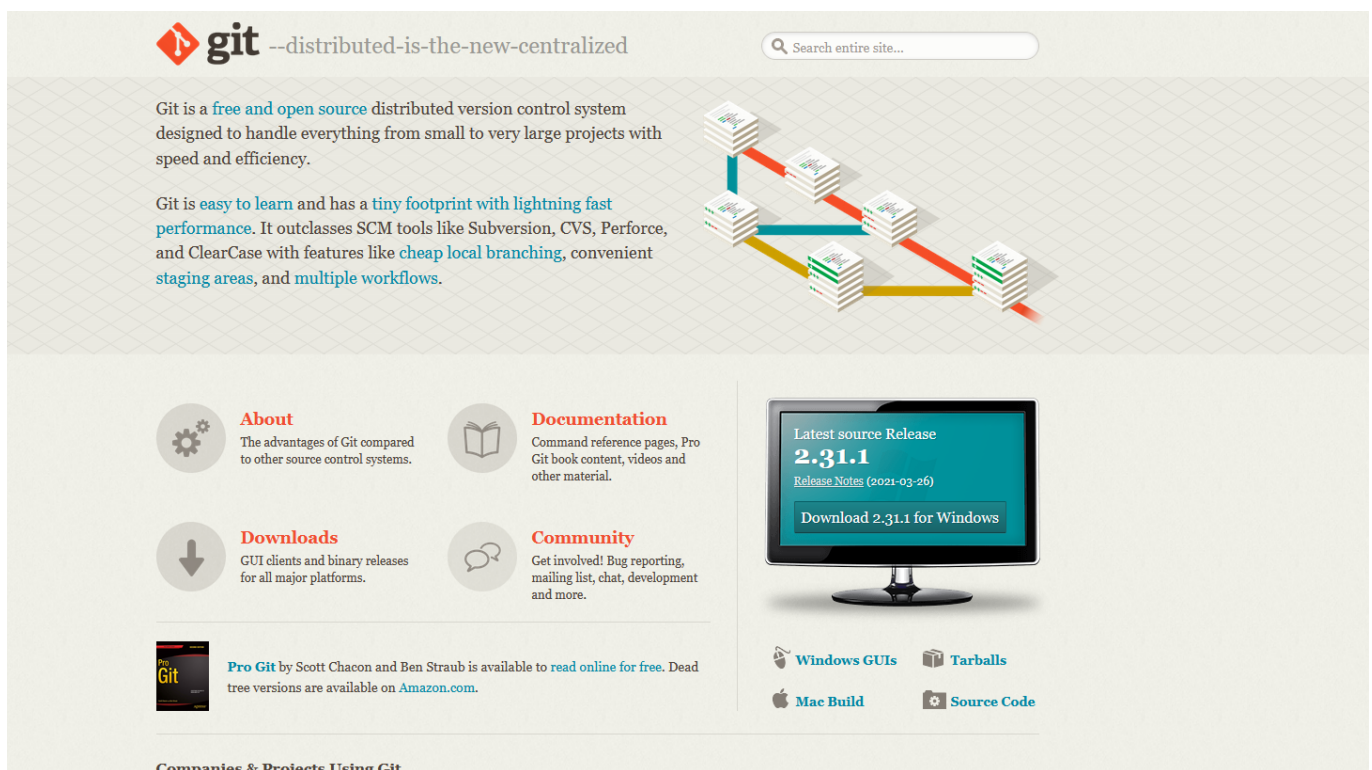 git --distributed-is-the-new-centralized
Search entire site...
Git is a free and open source distributed version control system
designed to handle everything from small to very large projects with
speed and efficiency.
Git is easy to learn and has a tiny footprint with lightning fast
performance. It outclasses SCM tools like Subversion, CVS, Perforce,
and ClearCase with features like cheap local branching, convenient
staging areas, and multiple workflows.
About
The advantages of Git compared
to other source control systems.
Documentation
Command reference pages, Pro
Git book content, videos and
other material.
Downloads
GUI clients and binary releases
for all major platforms.
Community
Get involved! Bug reporting,
mailing list, chat, development
and more.
Pro
Git
Pro Git by Scott Chacon and Ben Straub is available to read online for free. Dead
tree versions are available on Amazon.com.
Latest source Release
2.31.1
Release Notes (2021-03-26)
Download 2.31.1 for Windows
Windows GUIs
Tarballs
Mac Build
Source Code
Companies & Projects Using Git